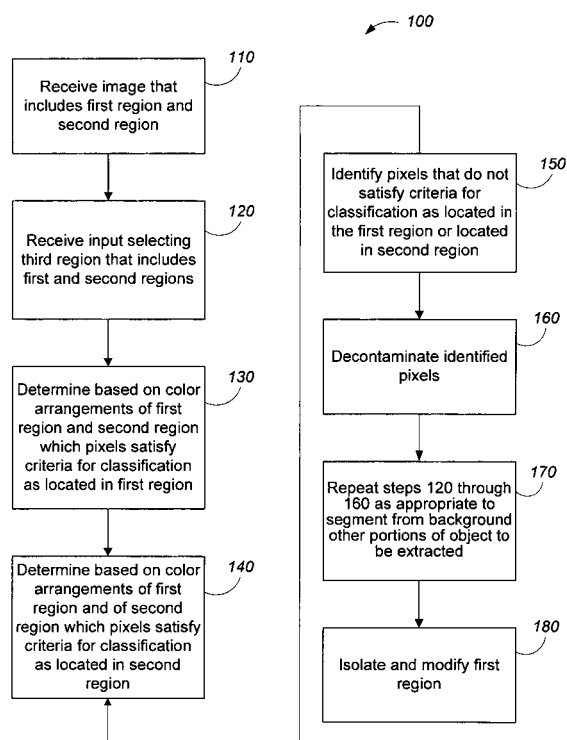 100
110
Receive image that
includes first region and
second region
120
Receive input selecting
third region that includes
first and second regions
130
Determine based on color
arrangements of first
region and second region
which pixels satisfy
criteria for classification
as located in first region
140
Determine based on color
arrangements of first
region and of second
region which pixels satisfy
criteria for classification
as located in second
region
150
Identify pixels that do not
satisfy criteria for
classification as located in
the first region or located
in second region
160
Decontaminate identified
pixels
170
Repeat steps 120 through
160 as appropriate to
segment from background
other portions of object to
be extracted
180
Isolate and modify first
region